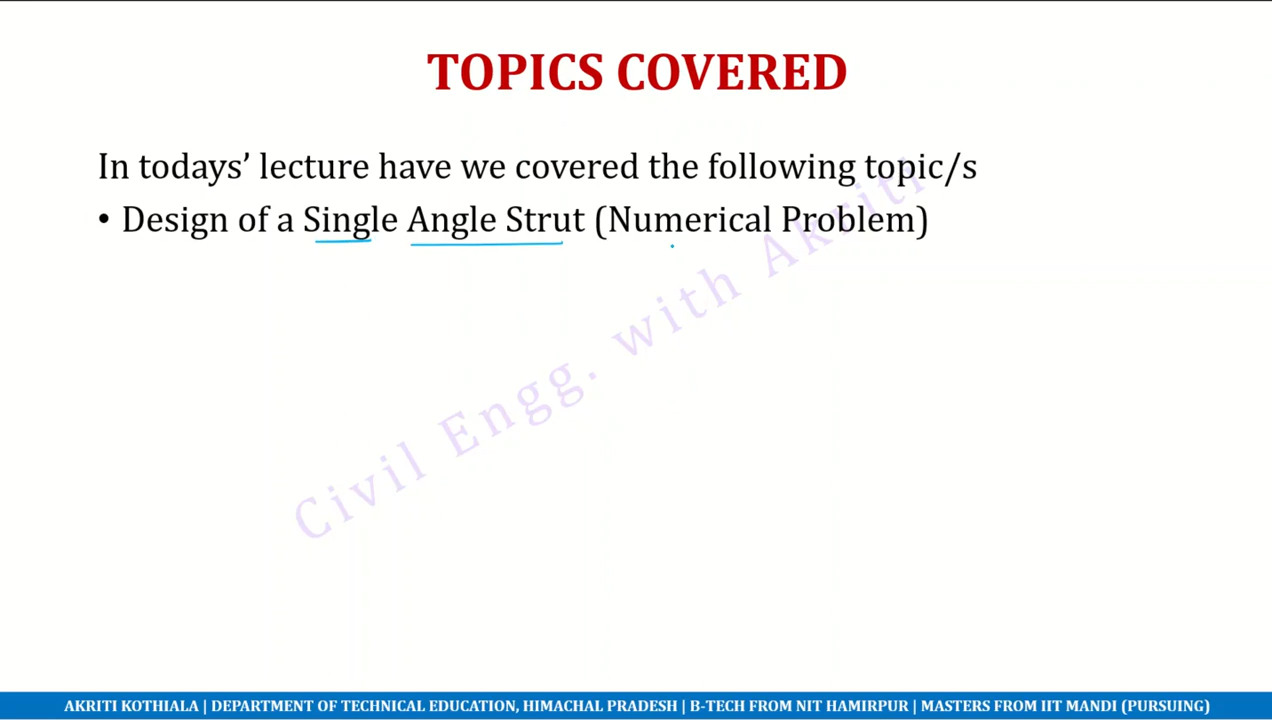 TOPICS COVERED
In todays’ lecture have we covered the following topic/s
• Design of a Single Angle Strut (Numerical Problem)
Civil Engg. with Akriti
AKRITI KOTHIALA | DEPARTMENT OF TECHNICAL EDUCATION, HIMACHAL PRADESH | B-TECH FROM NIT HAMIRPUR | MASTERS FROM IIT MANDI (PURSUING)